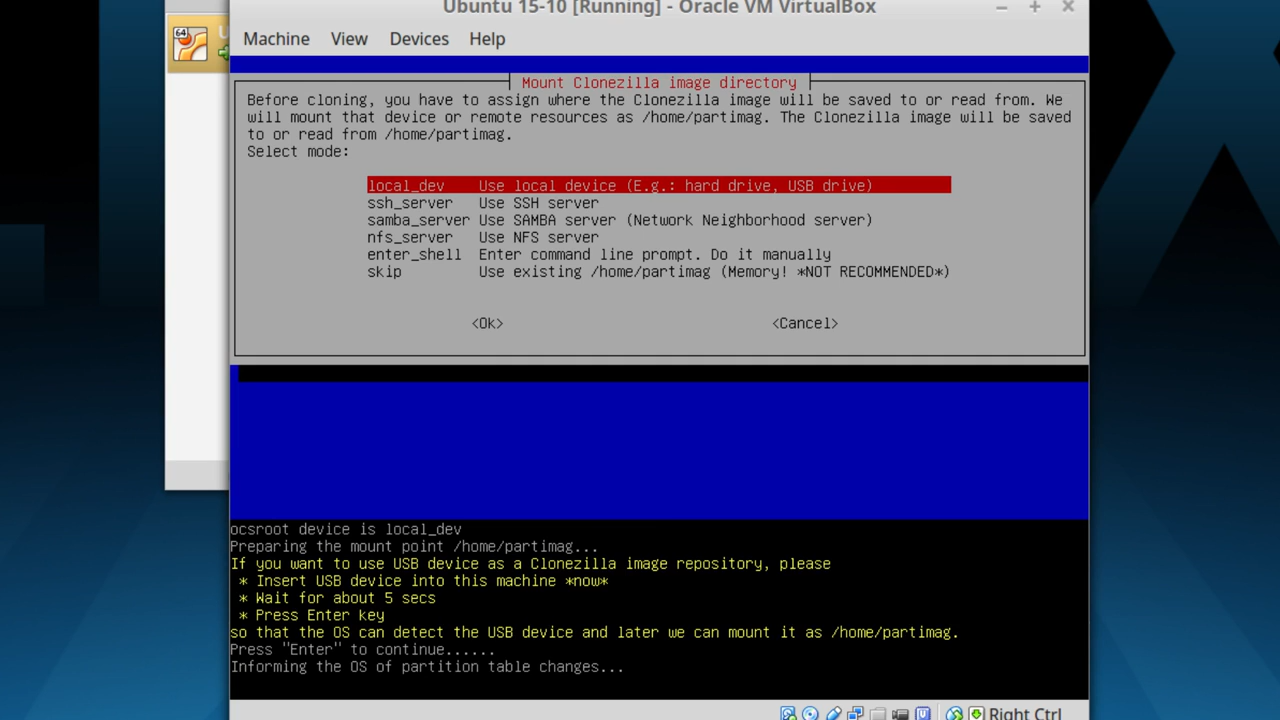 Ubuntu 15-10 [Running] - Oracle VM VirtualBox
64
Machine View Devices Help
Mount Clonezilla image directory
Before cloning, you have to assign where the Clonezilla image will be saved to or read from. We
will mount that device or remote resources as /home/partimag. The Clonezilla image will be saved
to or read from /home/partimag.
Select mode:
local_dev Use local device (E.g.: hard drive, USB drive)
ssh_server Use SSH server
samba_server Use SAMBA server (Network Neighborhood server)
nfs_server Use NFS server
enter_shell Enter command line prompt. Do it manually
skip Use existing /home/partimag (Memory! *NOT RECOMMENDED*)
<Ok> <Cancel>
ocsroot device is local_dev
Preparing the mount point /home/partimag...
If you want to use USB device as a Clonezilla image repository, please
* Insert USB device into this machine *now*
* Wait for about 5 secs
* Press Enter key
so that the OS can detect the USB device and later we can mount it as /home/partimag.
Press "Enter" to continue......
Informing the OS of partition table changes...
Right Ctrl